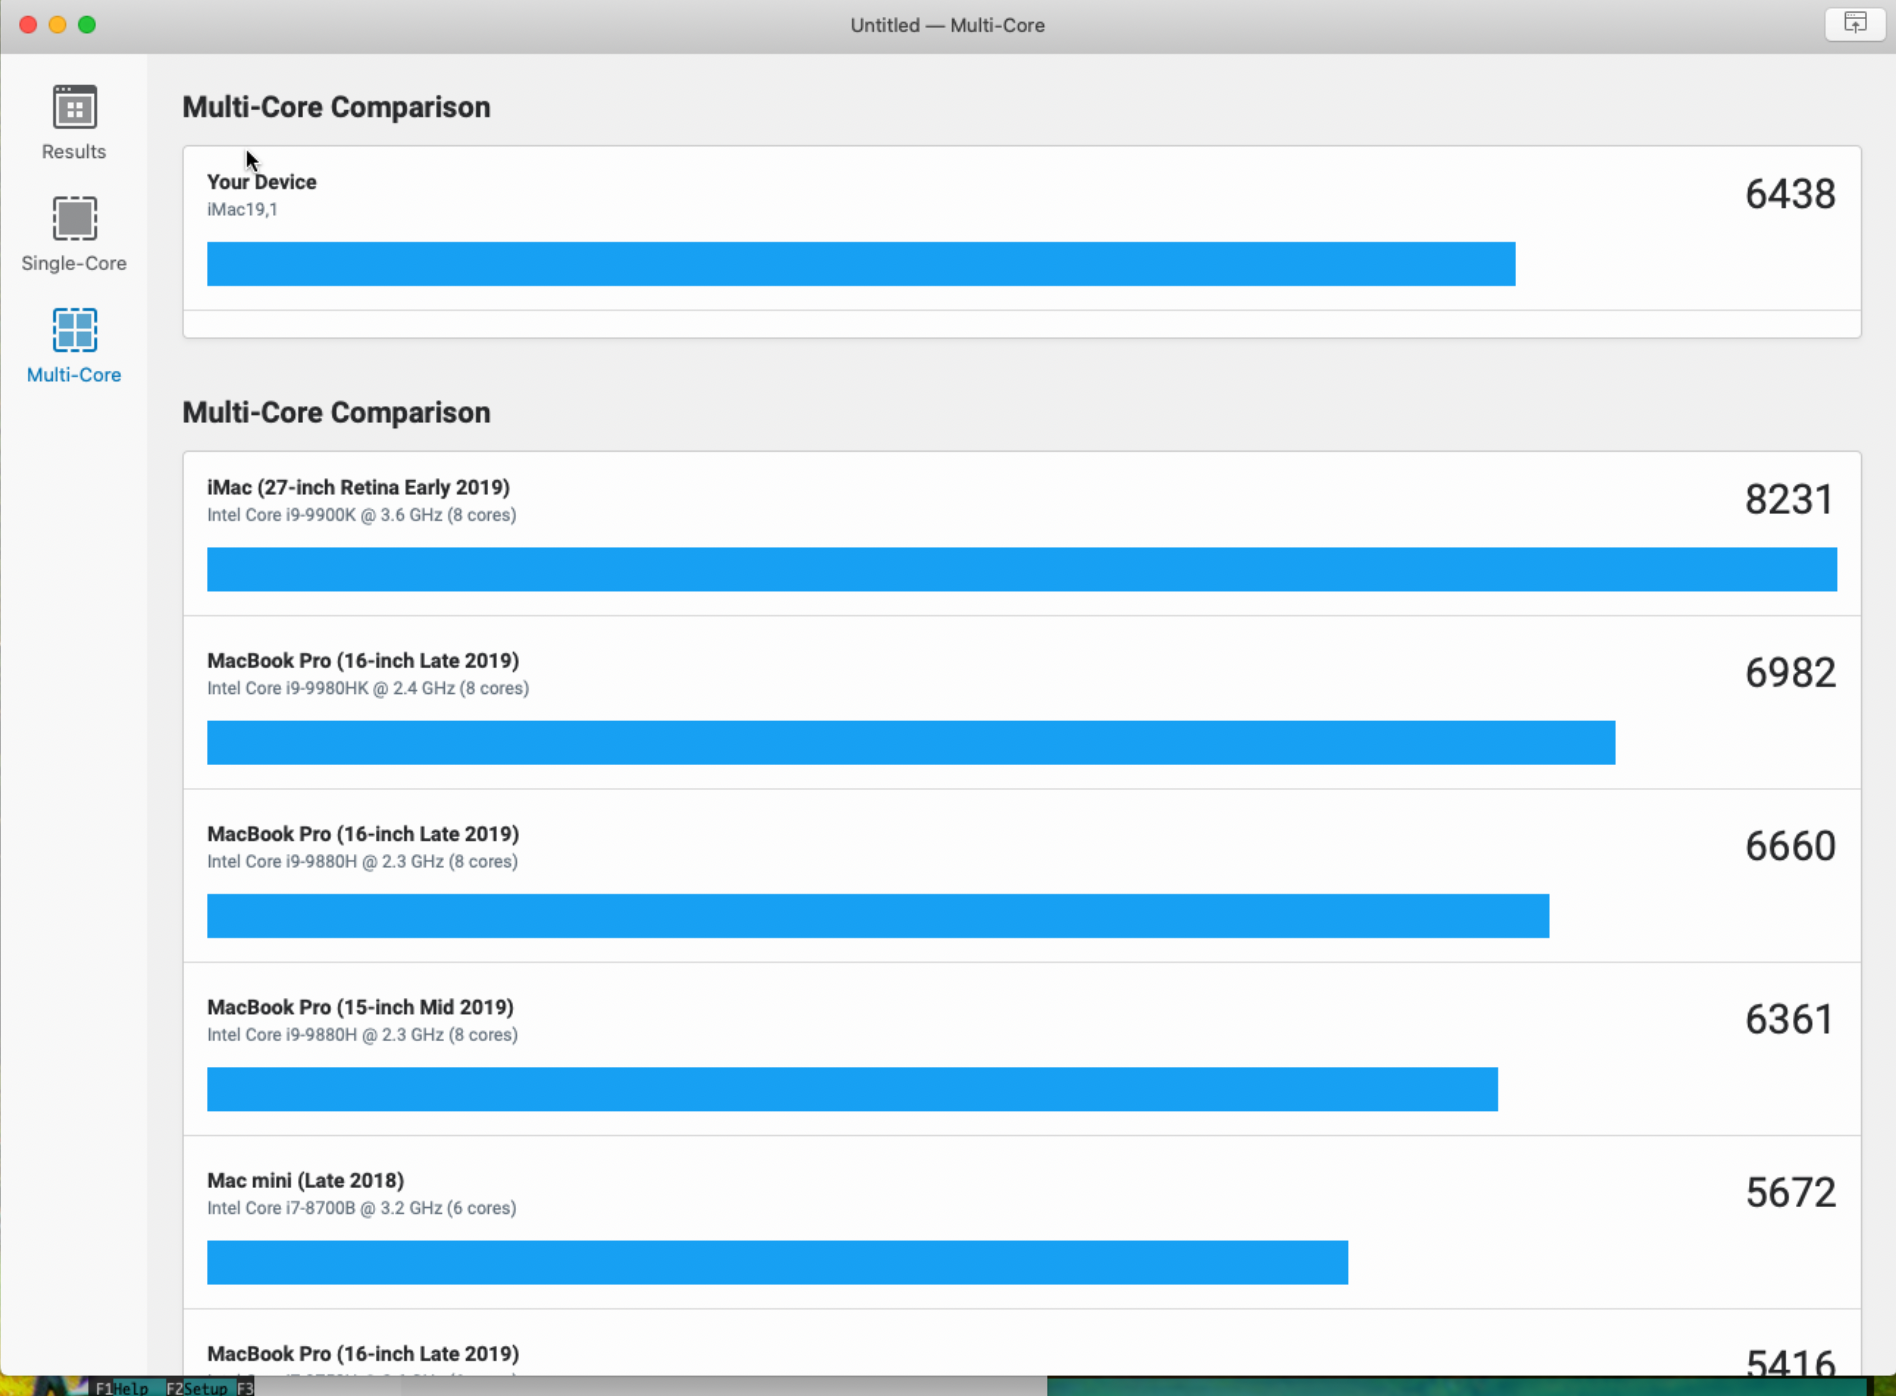 Untitled — Multi-Core
Results
Single-Core
Multi-Core
Multi-Core Comparison
Your Device
iMac19,1
6438
Multi-Core Comparison
iMac (27-inch Retina Early 2019)
Intel Core i9-9900K @ 3.6 GHz (8 cores)
8231
MacBook Pro (16-inch Late 2019)
Intel Core i9-9980HK @ 2.4 GHz (8 cores)
6982
MacBook Pro (16-inch Late 2019)
Intel Core i9-9880H @ 2.3 GHz (8 cores)
6660
MacBook Pro (15-inch Mid 2019)
Intel Core i9-9880H @ 2.3 GHz (8 cores)
6361
Mac mini (Late 2018)
Intel Core i7-8700B @ 3.2 GHz (6 cores)
5672
MacBook Pro (16-inch Late 2019)
5416
F1Help F2Setup F3